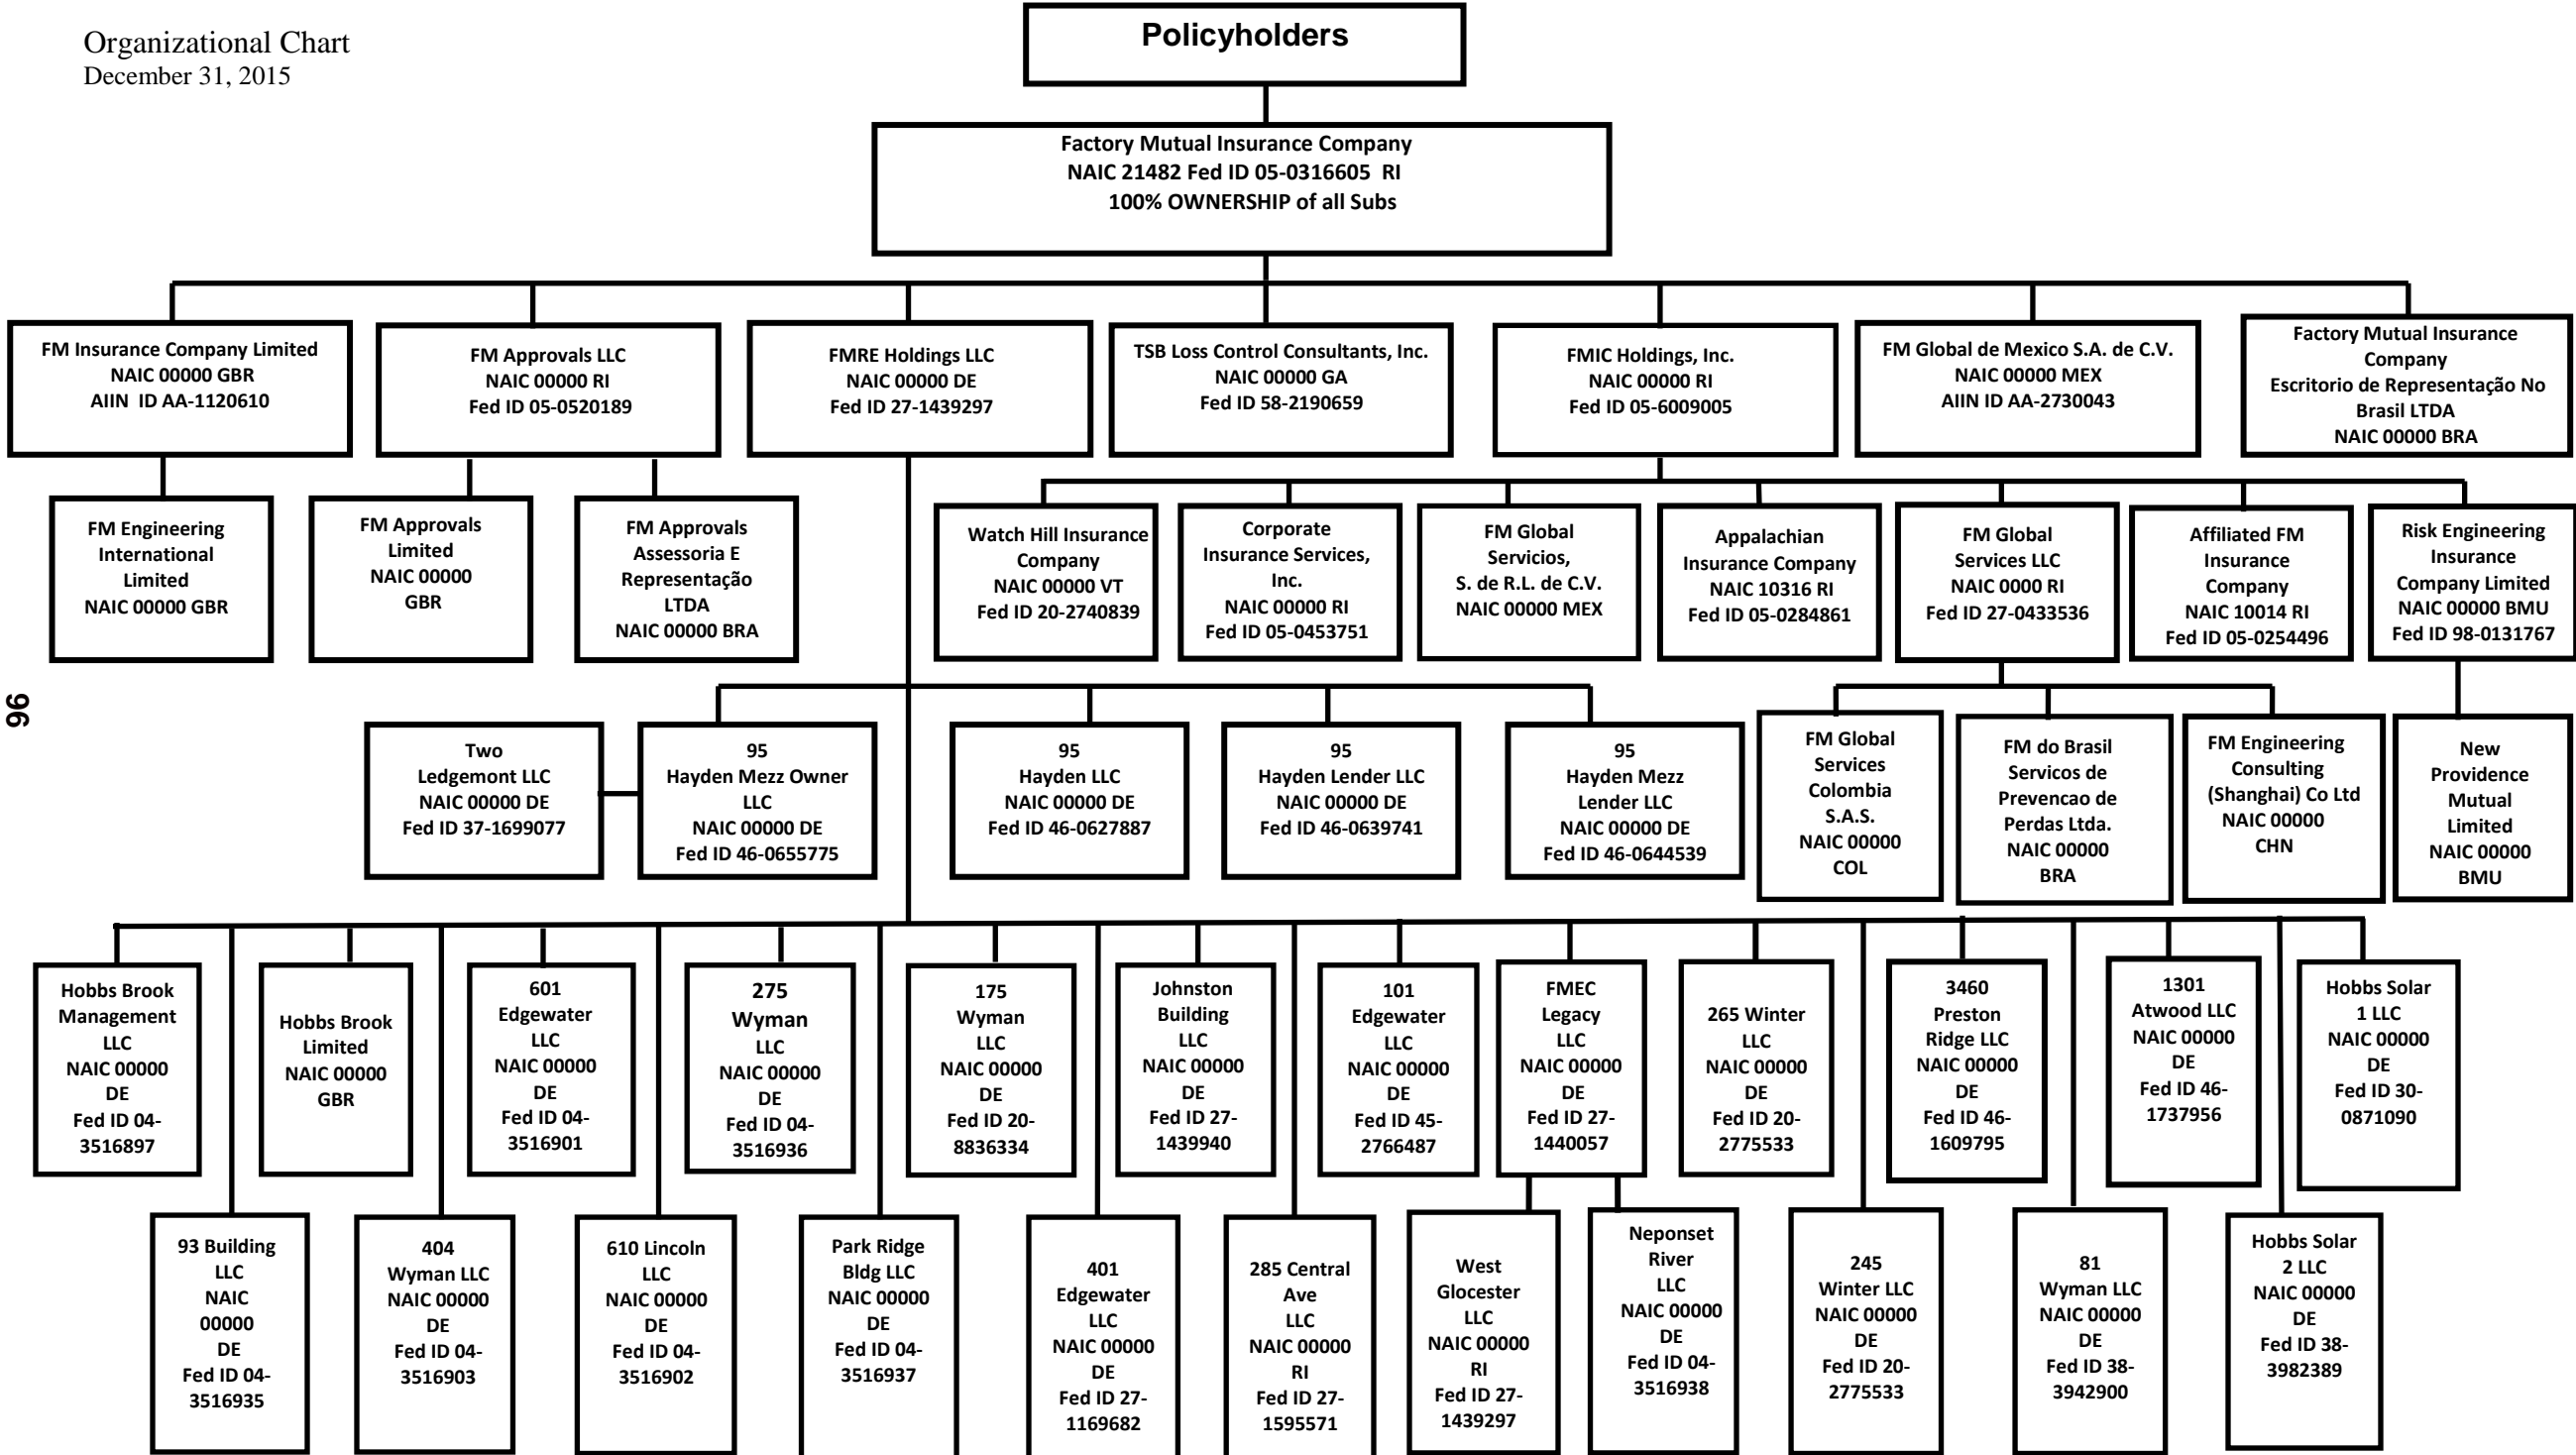 Organizational Chart
December 31, 2015
Policyholders
Factory Mutual Insurance Company
NAIC 21482 Fed ID 05-0316605 RI
100% OWNERSHIP of all Subs
FM Insurance Company Limited
NAIC 00000 GBR
AIIN ID AA-1120610
FM Approvals LLC
NAIC 00000 RI
Fed ID 05-0520189
FMRE Holdings LLC
NAIC 00000 DE
Fed ID 27-1439297
TSB Loss Control Consultants, Inc.
NAIC 00000 GA
Fed ID 58-2190659
FMIC Holdings, Inc.
NAIC 00000 RI
Fed ID 05-6009005
FM Global de Mexico S.A. de C.V.
NAIC 00000 MEX
AIIN ID AA-2730043
Factory Mutual Insurance
Company
Escritorio de Representação No
Brasil LTDA
NAIC 00000 BRA
FM Engineering
International
Limited
NAIC 00000 GBR
FM Approvals
Limited
NAIC 00000
GBR
FM Approvals
Assessoria E
Representação
LTDA
NAIC 00000 BRA
Watch Hill Insurance
Company
NAIC 00000 VT
Fed ID 20-2740839
Corporate
Insurance Services,
Inc.
NAIC 00000 RI
Fed ID 05-0453751
FM Global
Servicios,
S. de R.L. de C.V.
NAIC 00000 MEX
Appalachian
Insurance Company
NAIC 10316 RI
Fed ID 05-0284861
FM Global
Services LLC
NAIC 0000 RI
Fed ID 27-0433536
Affiliated FM
Insurance
Company
NAIC 10014 RI
Fed ID 05-0254496
Risk Engineering
Insurance
Company Limited
NAIC 00000 BMU
Fed ID 98-0131767
96
Two
Ledgemont LLC
NAIC 00000 DE
Fed ID 37-1699077
95
Hayden Mezz Owner
LLC
NAIC 00000 DE
Fed ID 46-0655775
95
Hayden LLC
NAIC 00000 DE
Fed ID 46-0627887
95
Hayden Lender LLC
NAIC 00000 DE
Fed ID 46-0639741
95
Hayden Mezz
Lender LLC
NAIC 00000 DE
Fed ID 46-0644539
FM Global
Services
Colombia
S.A.S.
NAIC 00000
COL
FM do Brasil
Servicos de
Prevencao de
Perdas Ltda.
NAIC 00000
BRA
FM Engineering
Consulting
(Shanghai) Co Ltd
NAIC 00000
CHN
New
Providence
Mutual
Limited
NAIC 00000
BMU
Hobbs Brook
Management
LLC
NAIC 00000
DE
Fed ID 04-
3516897
Hobbs Brook
Limited
NAIC 00000
GBR
601
Edgewater
LLC
NAIC 00000
DE
Fed ID 04-
3516901
275
Wyman
LLC
NAIC 00000
DE
Fed ID 04-
3516936
175
Wyman
LLC
NAIC 00000
DE
Fed ID 20-
8836334
Johnston
Building
LLC
NAIC 00000
DE
Fed ID 27-
1439940
101
Edgewater
LLC
NAIC 00000
DE
Fed ID 45-
2766487
FMEC
Legacy
LLC
NAIC 00000
DE
Fed ID 27-
1440057
265 Winter
LLC
NAIC 00000
DE
Fed ID 20-
2775533
3460
Preston
Ridge LLC
NAIC 00000
DE
Fed ID 46-
1609795
1301
Atwood LLC
NAIC 00000
DE
Fed ID 46-
1737956
Hobbs Solar
1 LLC
NAIC 00000
DE
Fed ID 30-
0871090
93 Building
LLC
NAIC
00000
DE
Fed ID 04-
3516935
404
Wyman LLC
NAIC 00000
DE
Fed ID 04-
3516903
610 Lincoln
LLC
NAIC 00000
DE
Fed ID 04-
3516902
Park Ridge
Bldg LLC
NAIC 00000
DE
Fed ID 04-
3516937
401
Edgewater
LLC
NAIC 00000
DE
Fed ID 27-
1169682
285 Central
Ave
LLC
NAIC 00000
RI
Fed ID 27-
1595571
West
Glocester
LLC
NAIC 00000
RI
Fed ID 27-
1439297
Neponset
River
LLC
NAIC 00000
DE
Fed ID 04-
3516938
245
Winter LLC
NAIC 00000
DE
Fed ID 20-
2775533
81
Wyman LLC
NAIC 00000
DE
Fed ID 38-
3942900
Hobbs Solar
2 LLC
NAIC 00000
DE
Fed ID 38-
3982389